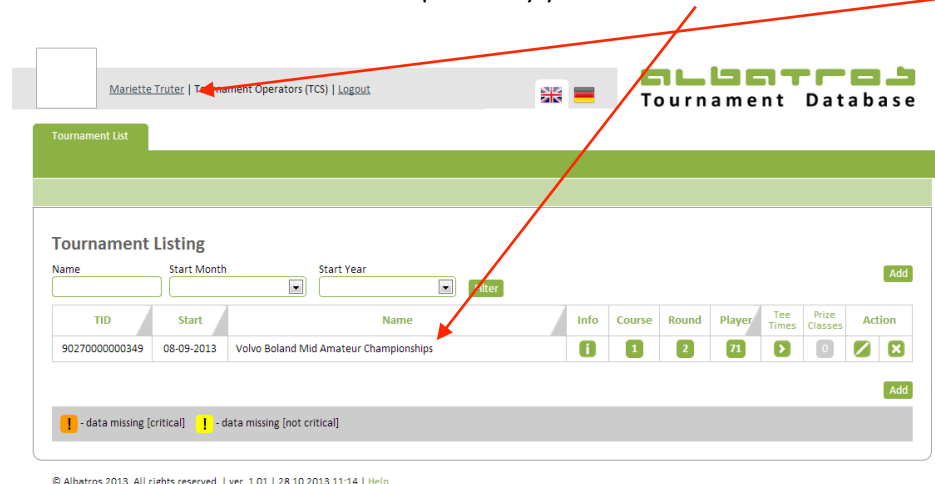 Mariette Truter | Tournament Operators (TCS) | Logout
albatros
Tournament Database
Tournament List
Tournament Listing
Name Start Month Start Year
Filter Add
TID Start Name Info Course Round Player Tee Times Prize Classes Action
90270000000349 08-09-2013 Volvo Boland Mid Amateur Championships i 1 2 71 > 0
Add
! - data missing [critical] ! - data missing [not critical]
© Albatros 2013. All rights reserved. | ver. 1.01 | 28.10.2013 11:14 | Help